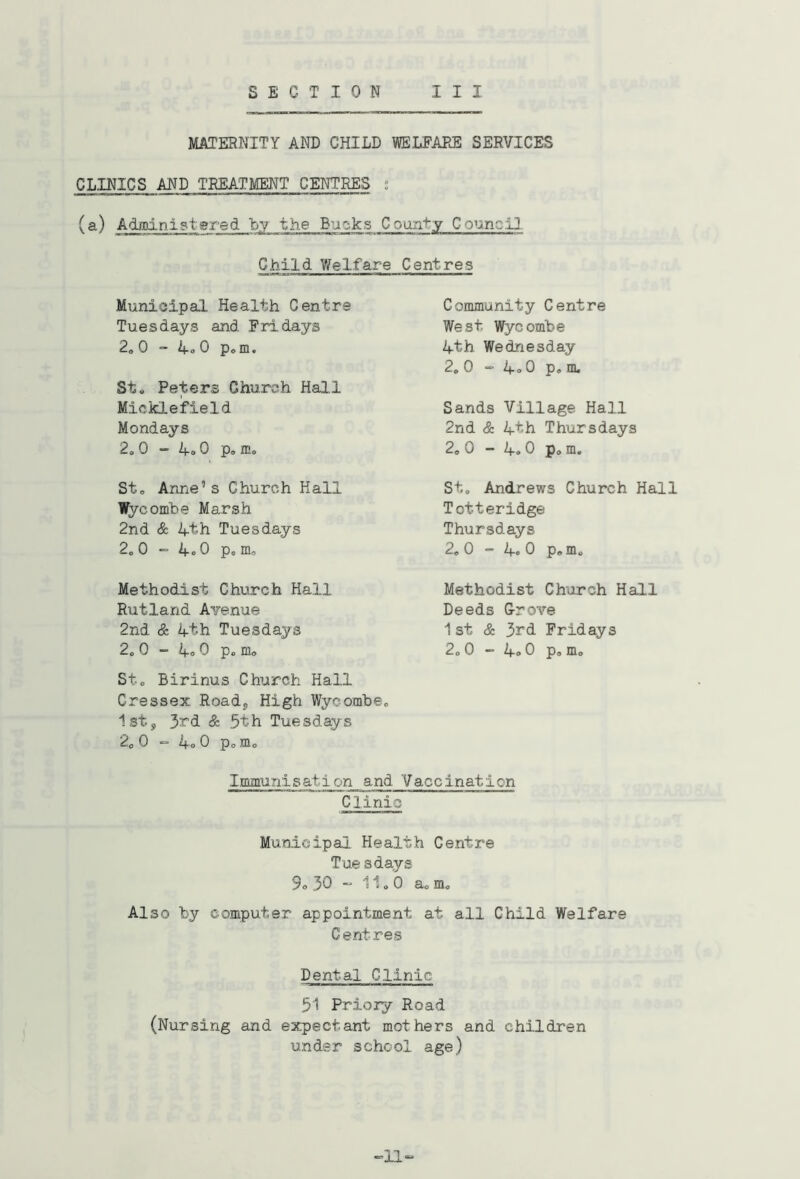 SECTION III
MATERNITY AND CHILD WELFARE SERVICES
CLINICS AND TREATMENT CENTRES :
(a) Administered by the Bucks County Council
Child Welfare Centres
Municipal Health Centre
Tuesdays and Fridays
2.0 - 4.0 p.m.
St. Peters Church Hall
Micklefield
Mondays
2.0 - 4.0 p.m.
St. Anne's Church Hall
Wycombe Marsh
2nd & 4th Tuesdays
2.0 - 4.0 p.m.
Methodist Church Hall
Rutland Avenue
2nd & 4th Tuesdays
2.0 - 4.0 p.m.
St. Birinus Church Hall
Cressex Road, High Wycombe.
1st, 3rd & 5th Tuesdays
2.0 - 4.0 p.m.
Community Centre
West Wycombe
4th Wednesday
2.0 - 4.0 p.m.
Sands Village Hall
2nd & 4th Thursdays
2.0 - 4.0 p.m.
St. Andrews Church Hall
Totteridge
Thursdays
2.0 - 4.0 p.m.
Methodist Church Hall
Deeds Grove
1st & 3rd Fridays
2.0 - 4.0 p.m.
Immunisation and Vaccination
Clinic
Municipal Health Centre
Tuesdays
9.30 - 11.0 a.m.
Also by computer appointment at all Child Welfare
Centres
Dental Clinic
51 Priory Road
(Nursing and expectant mothers and children
under school age)
-11-